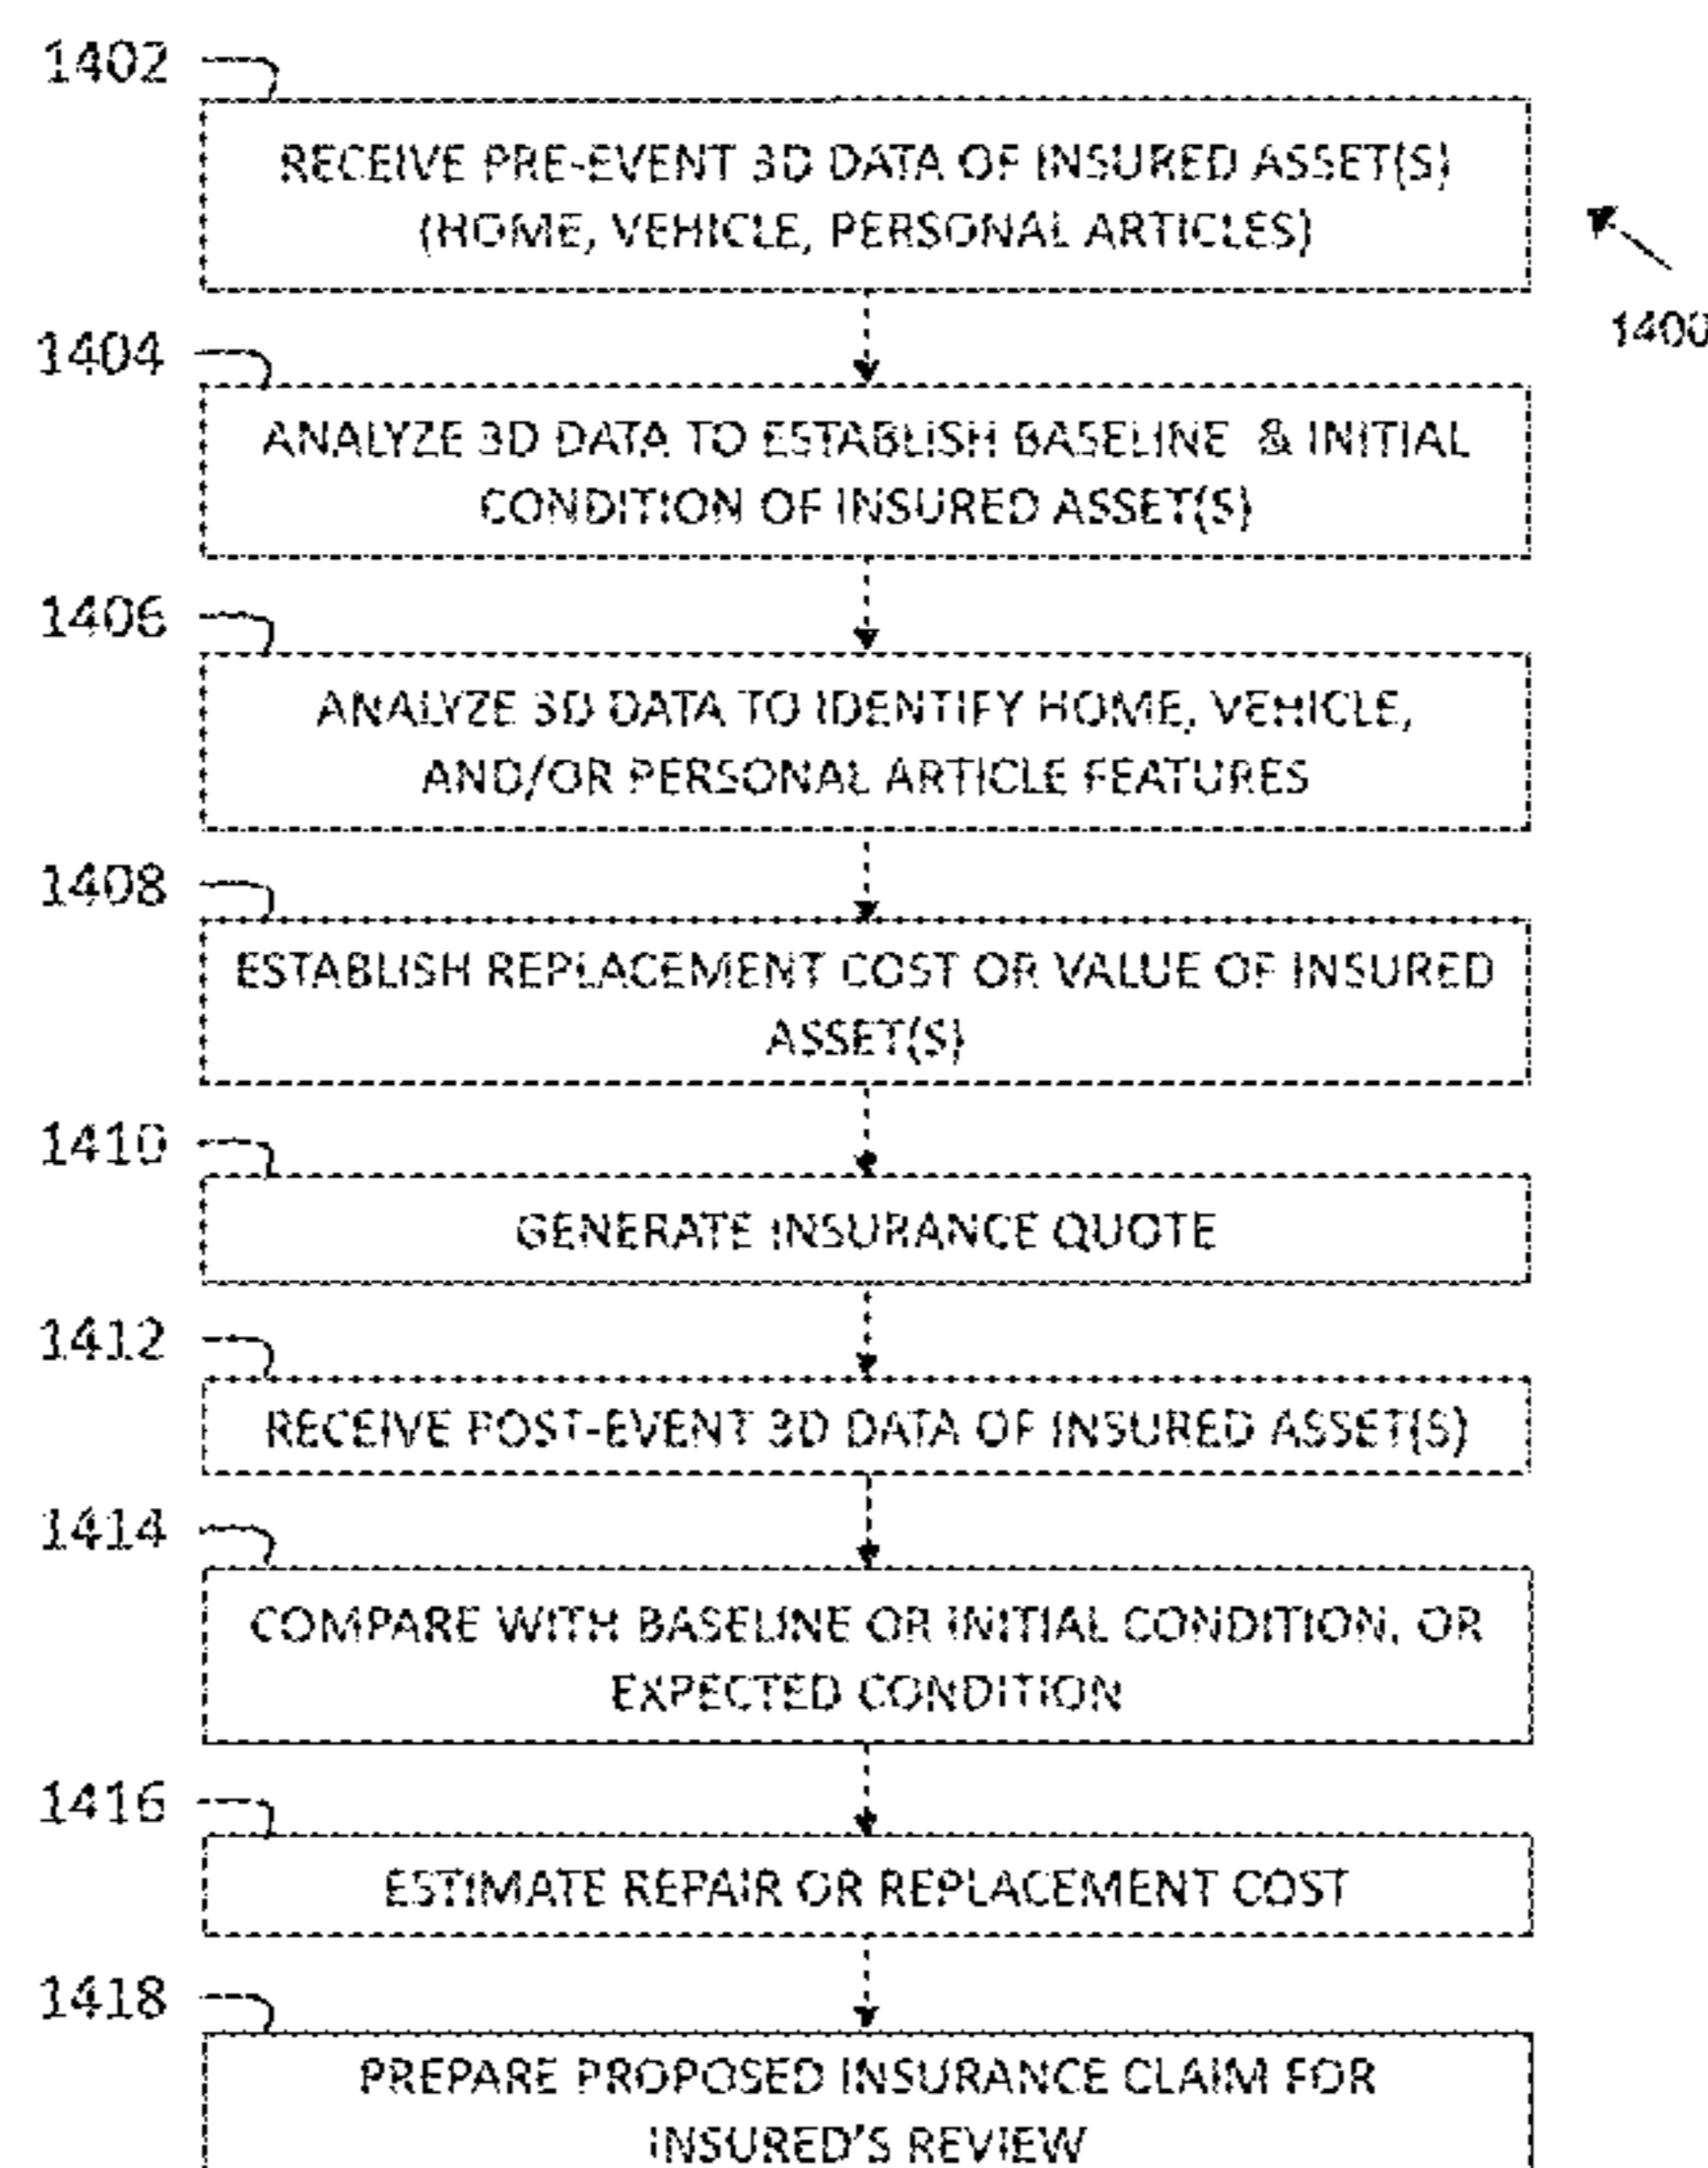 1402
RECEIVE PRE-EVENT 3D DATA OF INSURED ASSET(S)
(HOME, VEHICLE, PERSONAL ARTICLES)
1400
1404
ANALYZE 3D DATA TO ESTABLISH BASELINE & INITIAL
CONDITION OF INSURED ASSET(S)
1406
ANALYZE 3D DATA TO IDENTIFY HOME, VEHICLE,
AND/OR PERSONAL ARTICLE FEATURES
1408
ESTABLISH REPLACEMENT COST OR VALUE OF INSURED
ASSET(S)
1410
GENERATE INSURANCE QUOTE
1412
RECEIVE POST-EVENT 3D DATA OF INSURED ASSET(S)
1414
COMPARE WITH BASELINE OR INITIAL CONDITION, OR
EXPECTED CONDITION
1416
ESTIMATE REPAIR OR REPLACEMENT COST
1418
PREPARE PROPOSED INSURANCE CLAIM FOR
INSURED'S REVIEW